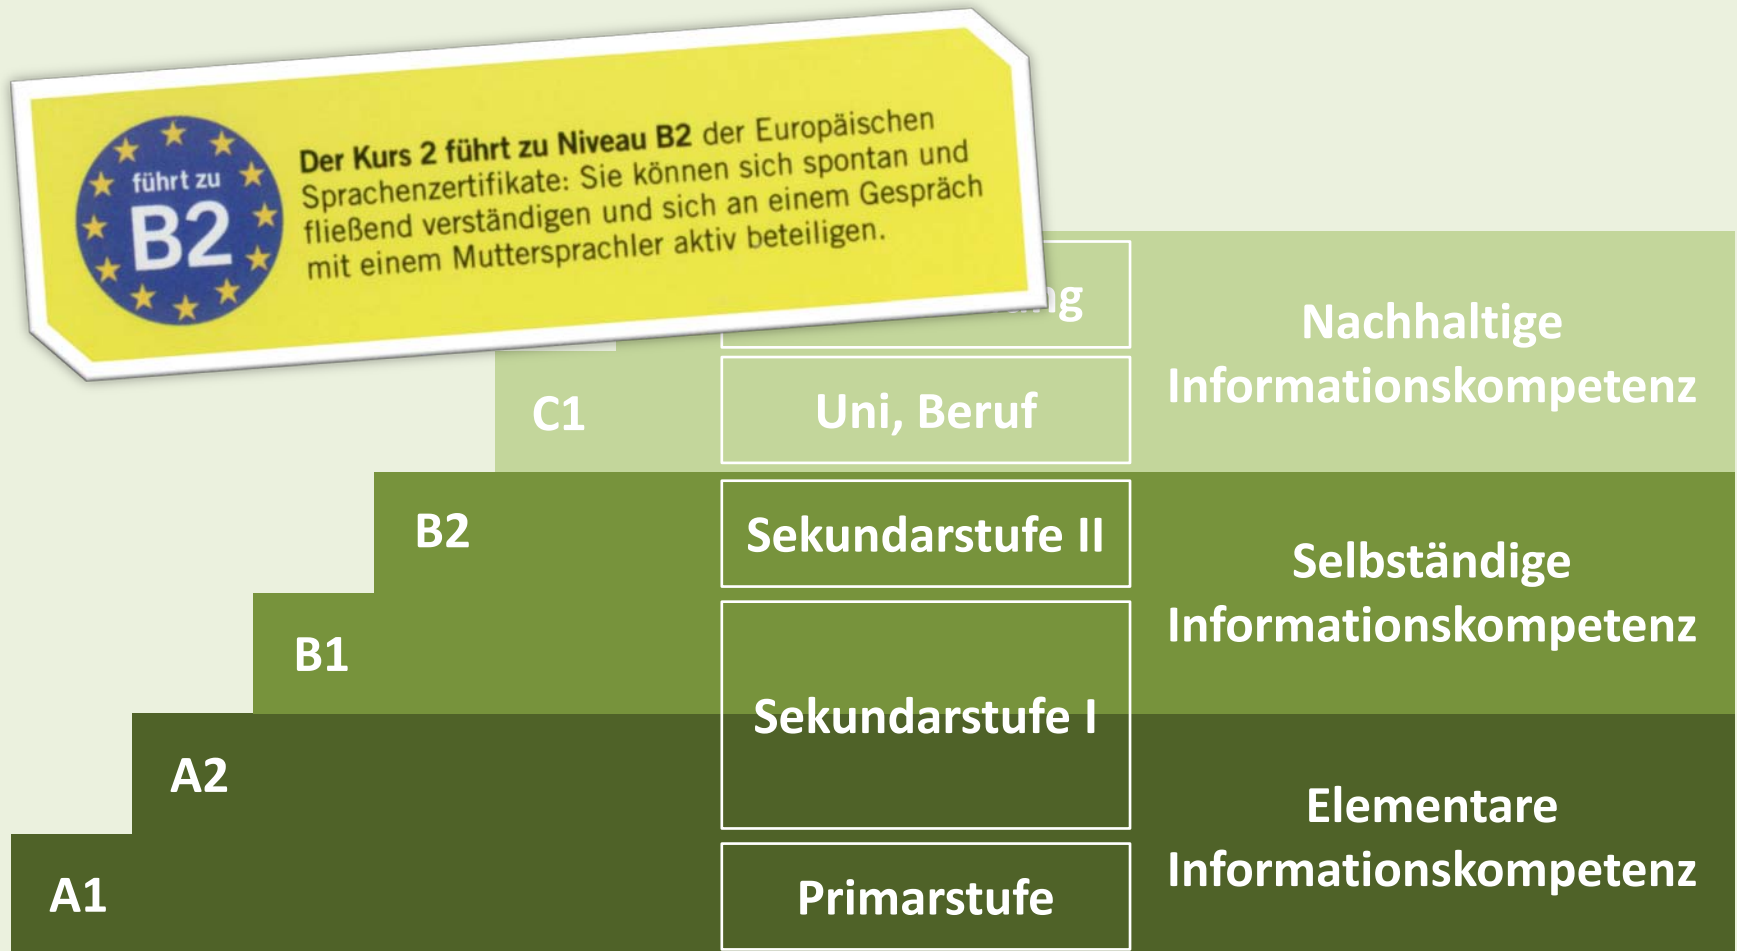 führt zu
B2
Der Kurs 2 führt zu Niveau B2 der Europäischen
Sprachenzertifikate: Sie können sich spontan und
fließend verständigen und sich an einem Gespräch
mit einem Muttersprachler aktiv beteiligen.
Nachhaltige
Informationskompetenz
C1
Uni, Beruf
B2
Sekundarstufe II
Selbständige
Informationskompetenz
B1
Sekundarstufe I
A2
Elementare
Informationskompetenz
A1
Primarstufe